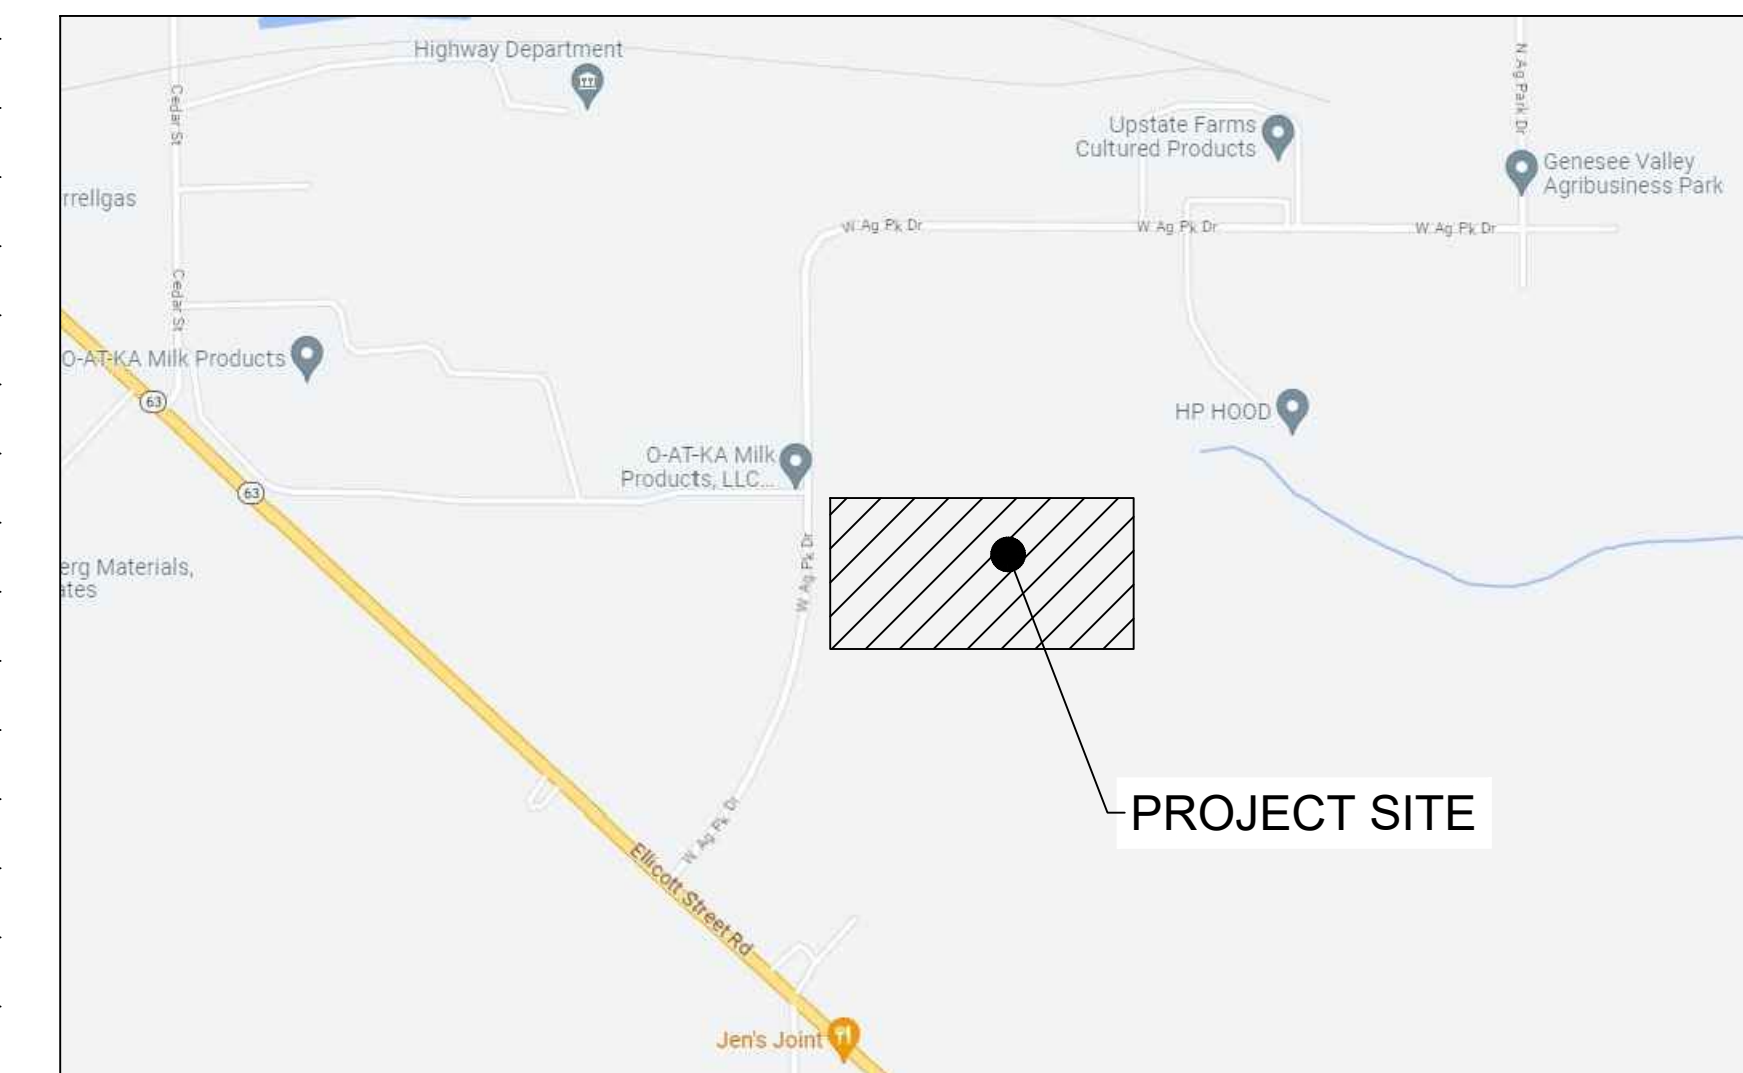 Highway Department
Cedar St
N Ag Park Dr
Upstate Farms
Cultured Products
Genesee Valley
Agribusiness Park
rrellgas
W Ag Pk Dr
W Ag Pk Dr
W Ag Pk Dr
Cedar St
O-AT-KA Milk Products
63
HP HOOD
O-AT-KA Milk
Products, LLC...
63
W Ag Pk Dr
erg Materials,
ates
PROJECT SITE
W Ag Pk Dr
Ellicott Street Rd
Jen's Joint